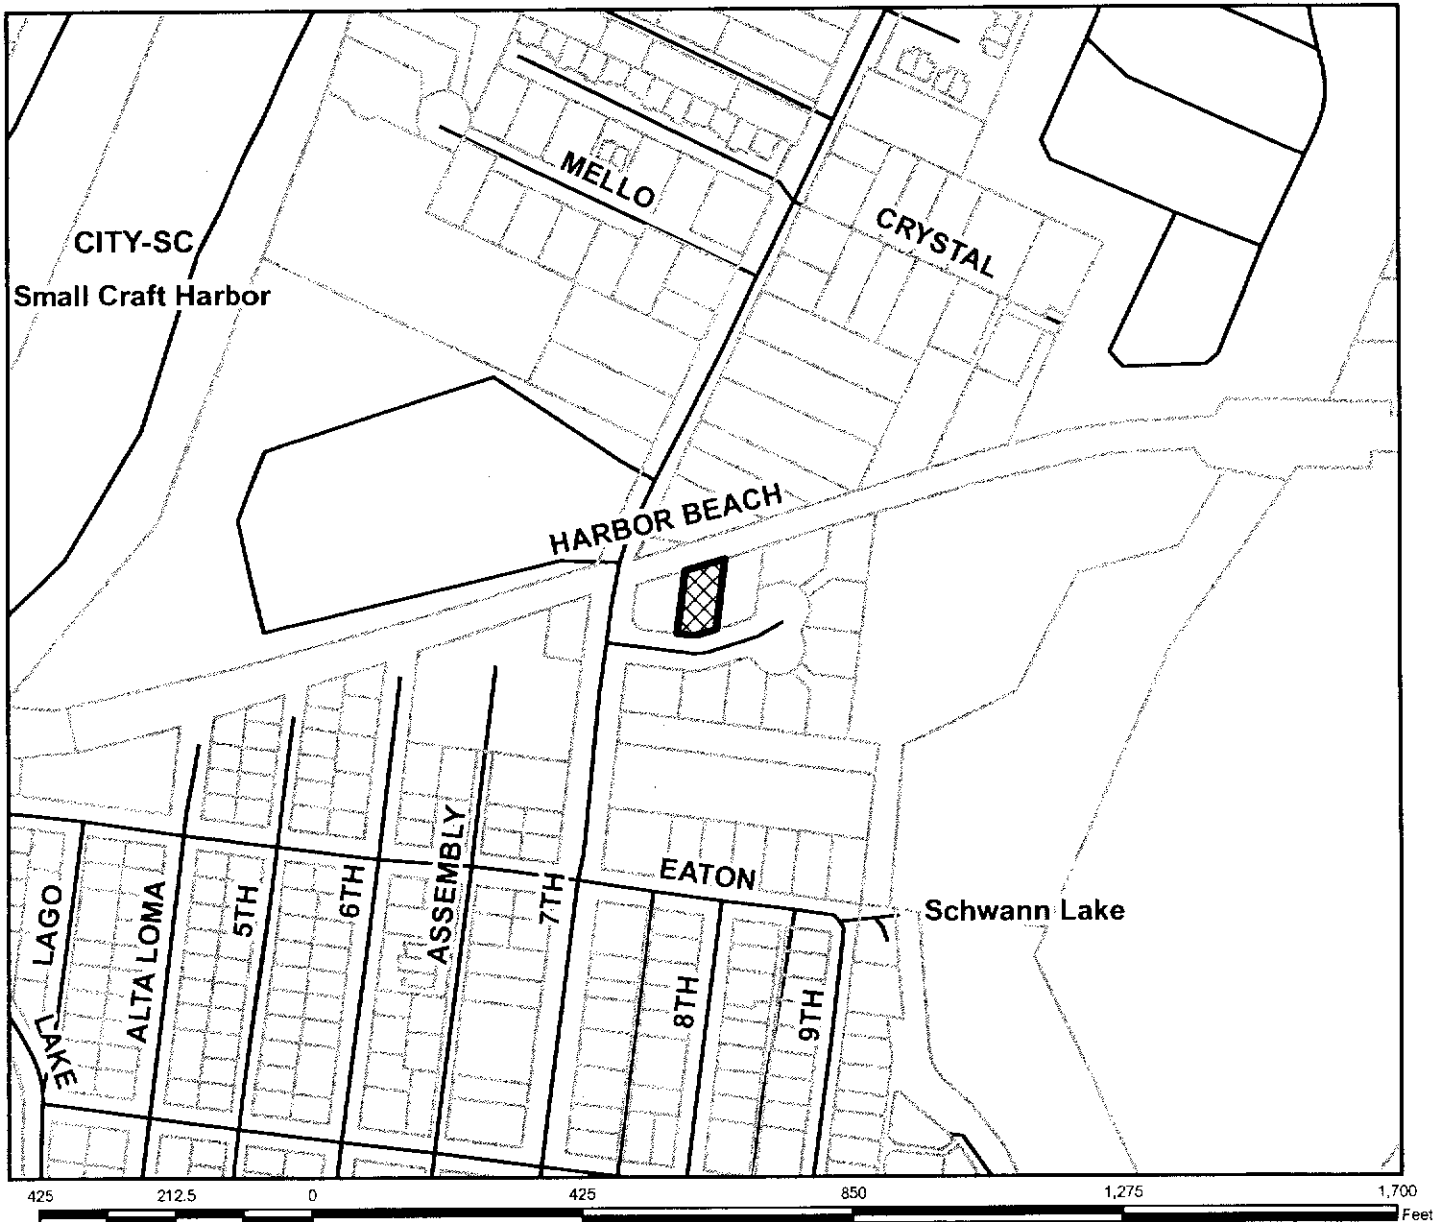 MELLO
CRYSTAL
CITY-SC
Small Craft Harbor
HARBOR BEACH
EATON
LAGO
ALTA LOMA
5TH
6TH
ASSEMBLY
7TH
Schwann Lake
8TH
9TH
LAKE
425 212.5 0 425 850 1,275 1,700
Feet